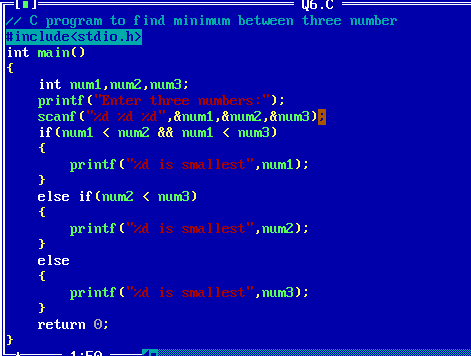 [■] Q6.C
// C program to find minimum between three number
#include<stdio.h>
int main()
{
int num1,num2,num3;
printf("Enter three numbers:");
scanf("%d %d %d",&num1,&num2,&num3);
if(num1 < num2 && num1 < num3)
{
printf("%d is smallest",num1);
}
else if(num2 < num3)
{
printf("%d is smallest",num2);
}
else
{
printf("%d is smallest",num3);
}
return 0;
}
1:50